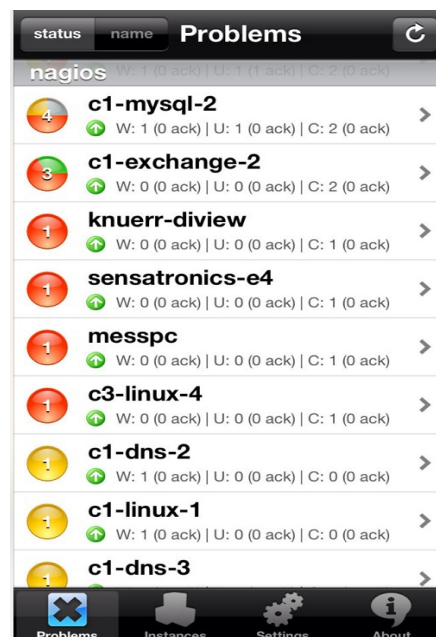 status name Problems
nagios W: 1 (0 ack) | U: 1 (1 ack) | C: 2 (0 ack)
4 c1-mysql-2
W: 1 (0 ack) | U: 1 (0 ack) | C: 2 (0 ack)
3 c1-exchange-2
W: 0 (0 ack) | U: 0 (0 ack) | C: 2 (0 ack)
1 knuerr-diview
W: 0 (0 ack) | U: 0 (0 ack) | C: 1 (0 ack)
1 sensatronics-e4
W: 0 (0 ack) | U: 0 (0 ack) | C: 1 (0 ack)
1 messpc
W: 0 (0 ack) | U: 0 (0 ack) | C: 1 (0 ack)
1 c3-linux-4
W: 0 (0 ack) | U: 0 (0 ack) | C: 1 (0 ack)
1 c1-dns-2
W: 1 (0 ack) | U: 0 (0 ack) | C: 0 (0 ack)
1 c1-linux-1
W: 1 (0 ack) | U: 0 (0 ack) | C: 0 (0 ack)
1 c1-dns-3
Problems Instances Settings About